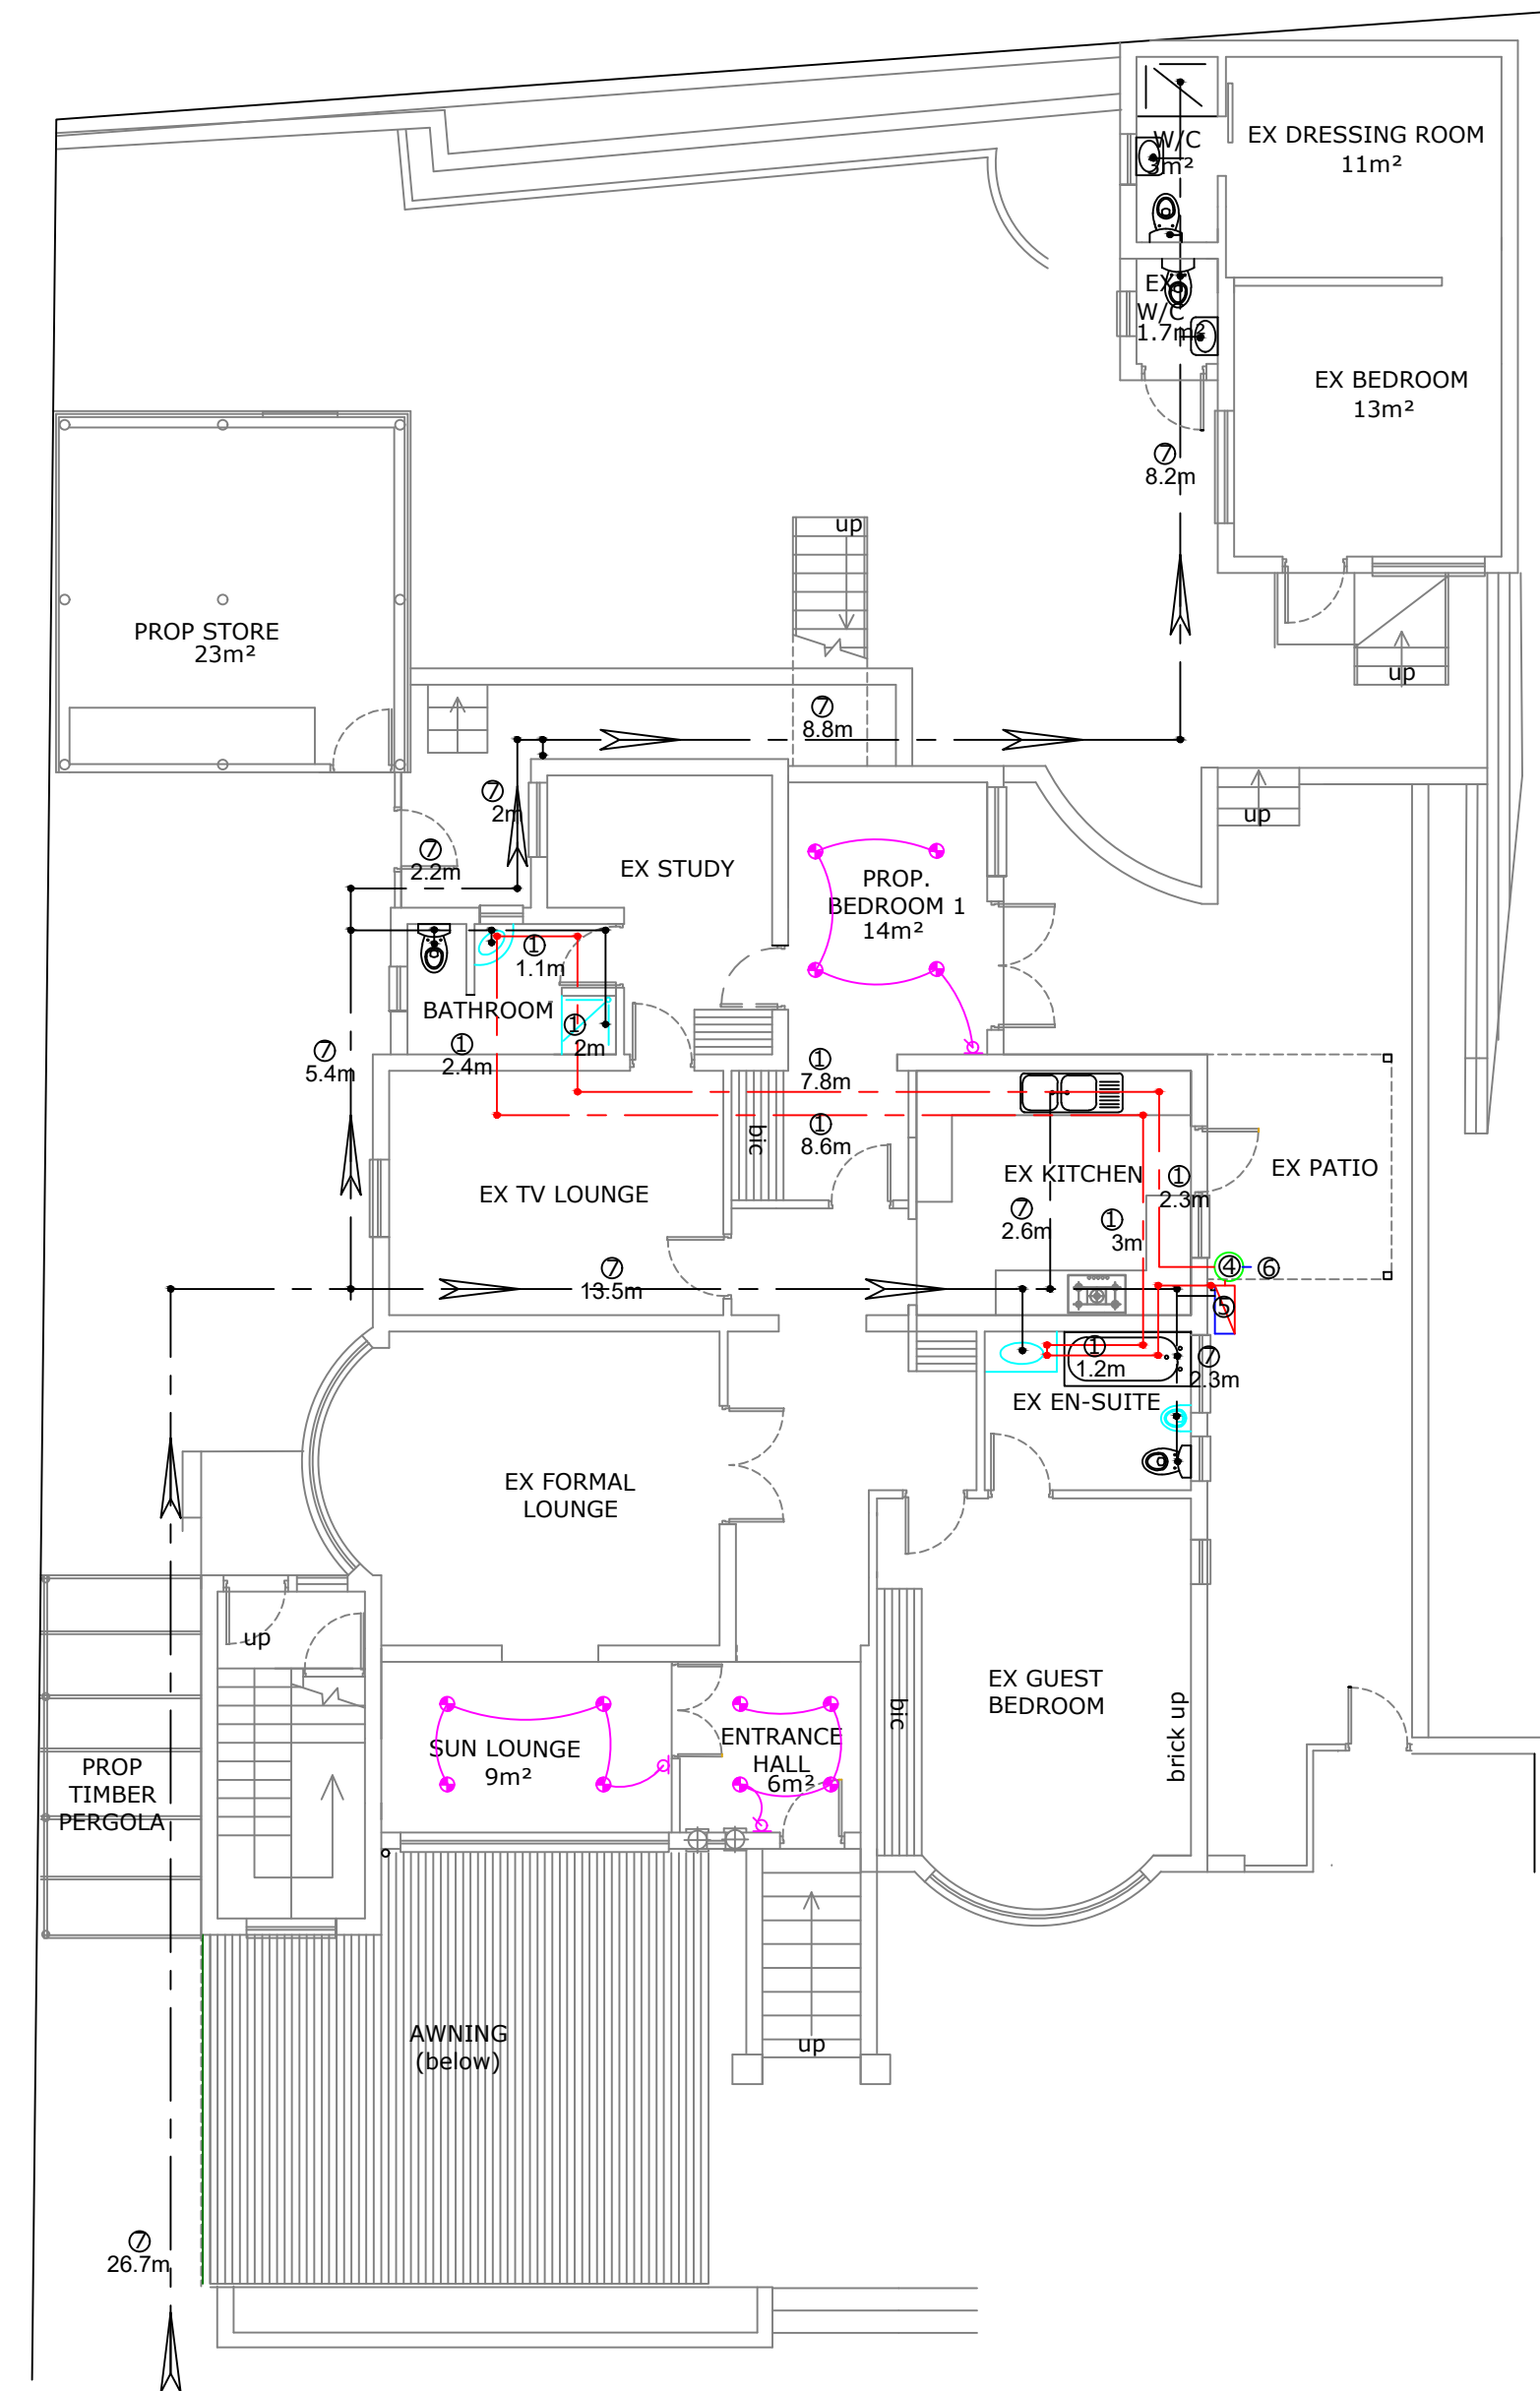 W/C
3m²
EX DRESSING ROOM
11m²
EX
W/C
1.7m²
EX BEDROOM
13m²
7
8.2m
up
PROP STORE
23m²
up
7
8.8m
7
2m
up
7
2.2m
EX STUDY
PROP.
BEDROOM 1
14m²
1
1.1m
BATHROOM
1
2m
1
2.4m
7
5.4m
1
7.8m
1
8.6m
bic
EX TV LOUNGE
EX KITCHEN
1
2.3m
EX PATIO
7
2.6m
1
3m
7
13.5m
4
6
5
1
1.2m
7
2.3m
EX EN-SUITE
EX FORMAL
LOUNGE
up
EX GUEST
BEDROOM
bic
brick up
SUN LOUNGE
9m²
ENTRANCE
HALL
6m²
PROP
TIMBER
PERGOLA
AWNING
(below)
up
7
26.7m